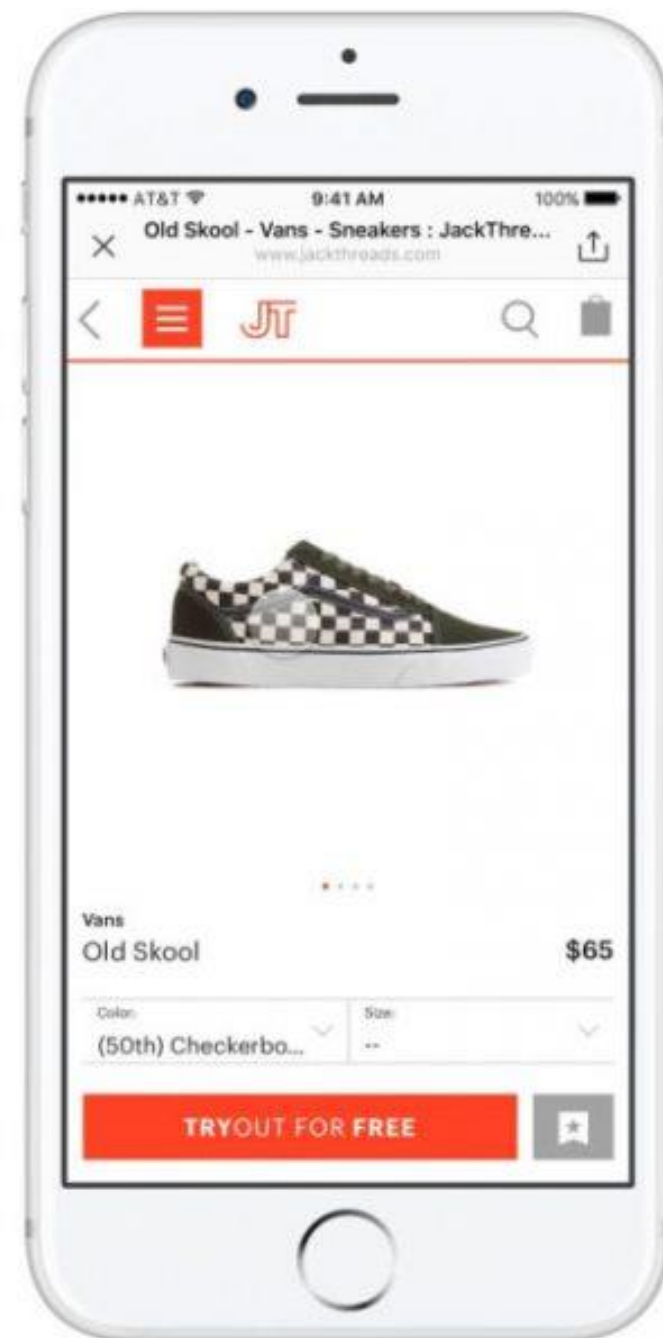 ●●●●● AT&T 9:41 AM 100%
Old Skool - Vans - Sneakers : JackThre...
www.jackthreads.com
JT
Vans
Old Skool $65
Color: Size:
(50th) Checkerbo... --
TRYOUT FOR FREE